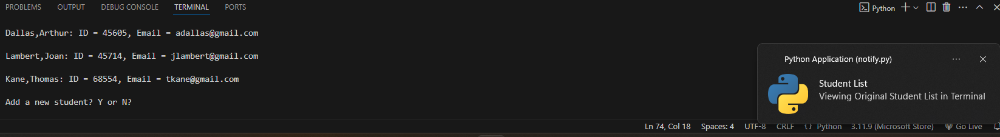 PROBLEMS OUTPUT DEBUG CONSOLE TERMINAL PORTS
Python
Dallas,Arthur: ID = 45605, Email = adallas@gmail.com
Lambert,Joan: ID = 45714, Email = jlambert@gmail.com
Kane,Thomas: ID = 68554, Email = tkane@gmail.com
Add a new student? Y or N?
Python Application (notify.py)
Student List
Viewing Original Student List in Terminal
Ln 74, Col 18 Spaces: 4 UTF-8 CRLF {} Python 3.11.9 (Microsoft Store) Go Live